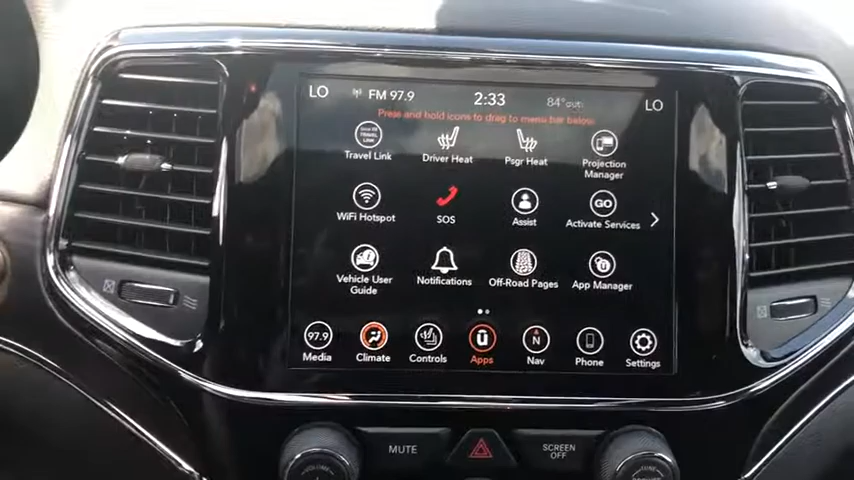 LO FM 97.9 2:33 84° out LO
Press and hold icons to drag to menu bar below
Travel Link Driver Heat Psgr Heat Projection
Manager
WiFi Hotspot SOS Assist GO Activate Services
Vehicle User
Guide Notifications Off-Road Pages App Manager
97.9 N
Media Climate Controls Apps Nav Phone Settings
MUTE SCREEN
OFF
VOLUME